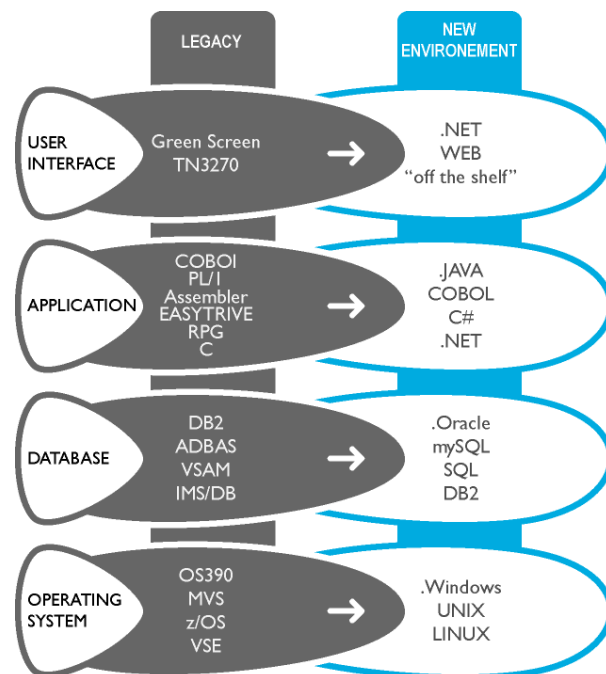 LEGACY
NEW
ENVIRONEMENT
USER
INTERFACE
Green Screen
TN3270
.NET
WEB
“off the shelf”
APPLICATION
COBOI
PL/I
Assembler
EASYTRIVE
RPG
C
.JAVA
COBOL
C#
.NET
DATABASE
DB2
ADBAS
VSAM
IMS/DB
.Oracle
mySQL
SQL
DB2
OPERATING
SYSTEM
OS390
MVS
z/OS
VSE
.Windows
UNIX
LINUX